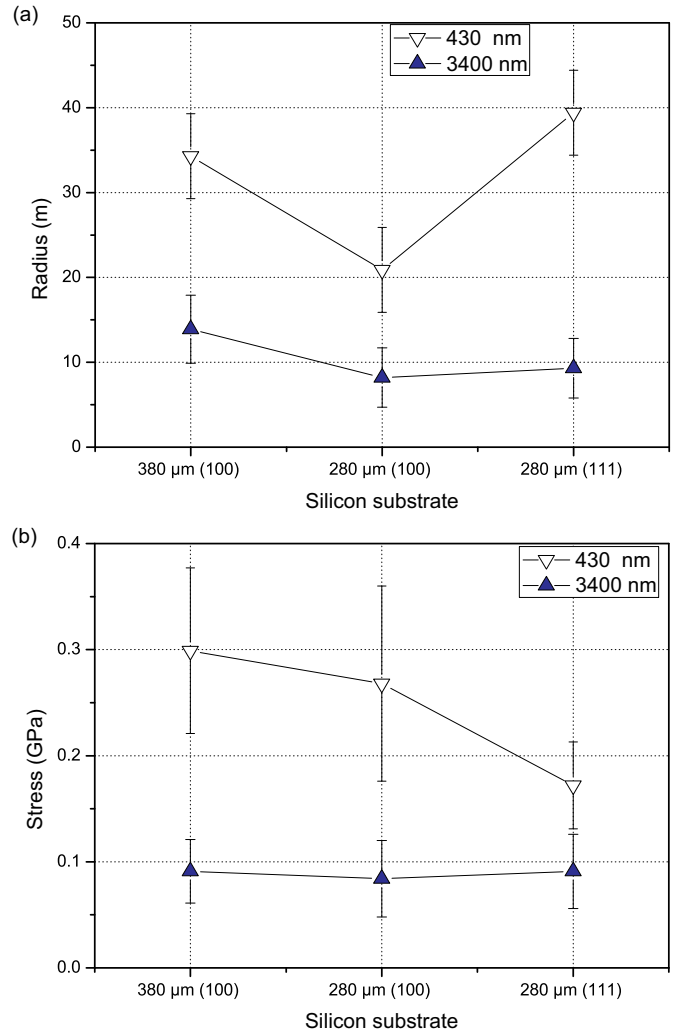 (a)
50
40
30
20
10
0
Radius (m)
430 nm
3400 nm
380 µm (100)
280 µm (100)
280 µm (111)
Silicon substrate
(b)
0.4
0.3
0.2
0.1
0.0
Stress (GPa)
430 nm
3400 nm
380 µm (100)
280 µm (100)
280 µm (111)
Silicon substrate